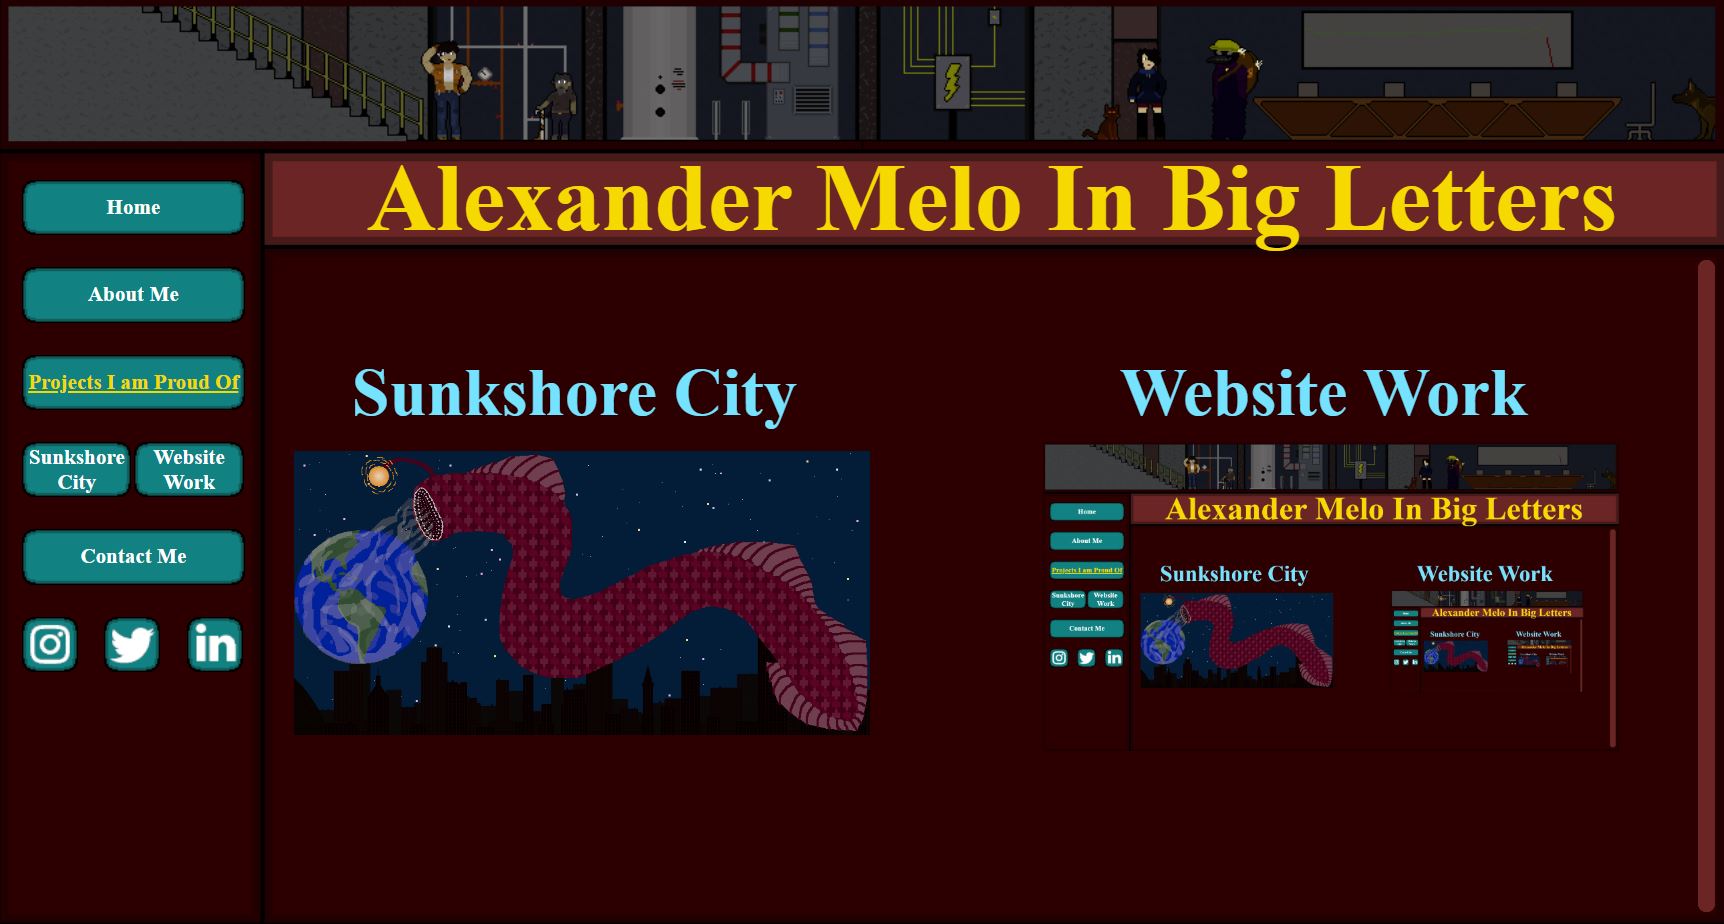 Alexander Melo In Big Letters
Home
About Me
Projects I am Proud Of
Sunkshore
City
Website
Work
Contact Me
in
Sunkshore City
Website Work
Alexander Melo In Big Letters
Home
About Me
Projects I am Proud Of
Sunkshore
City
Website
Work
Contact Me
in
Sunkshore City
Website Work
Alexander Melo In Big Letters
Sunkshore City
Website Work